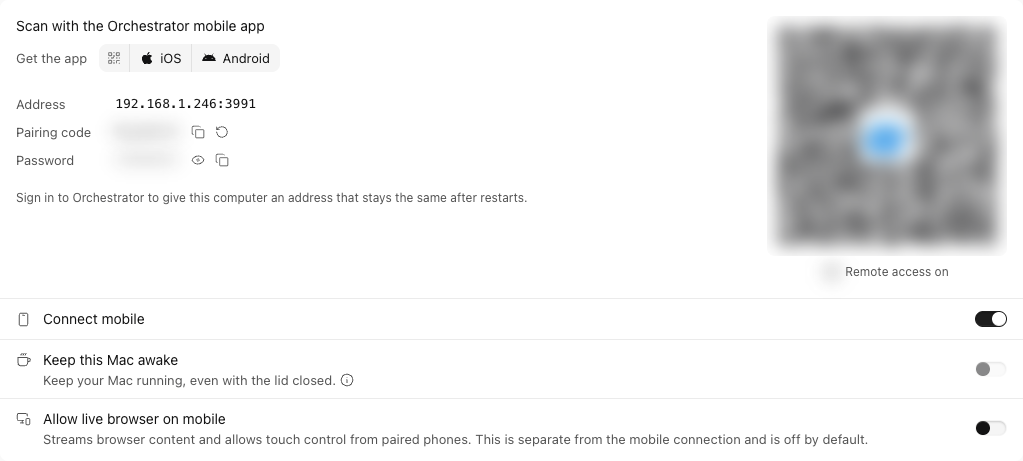 Scan with the Orchestrator mobile app
Get the app iOS Android
Address 192.168.1.246:3991
Pairing code
Password
Sign in to Orchestrator to give this computer an address that stays the same after restarts.
Remote access on
Connect mobile
Keep this Mac awake
Keep your Mac running, even with the lid closed.
Allow live browser on mobile
Streams browser content and allows touch control from paired phones. This is separate from the mobile connection and is off by default.